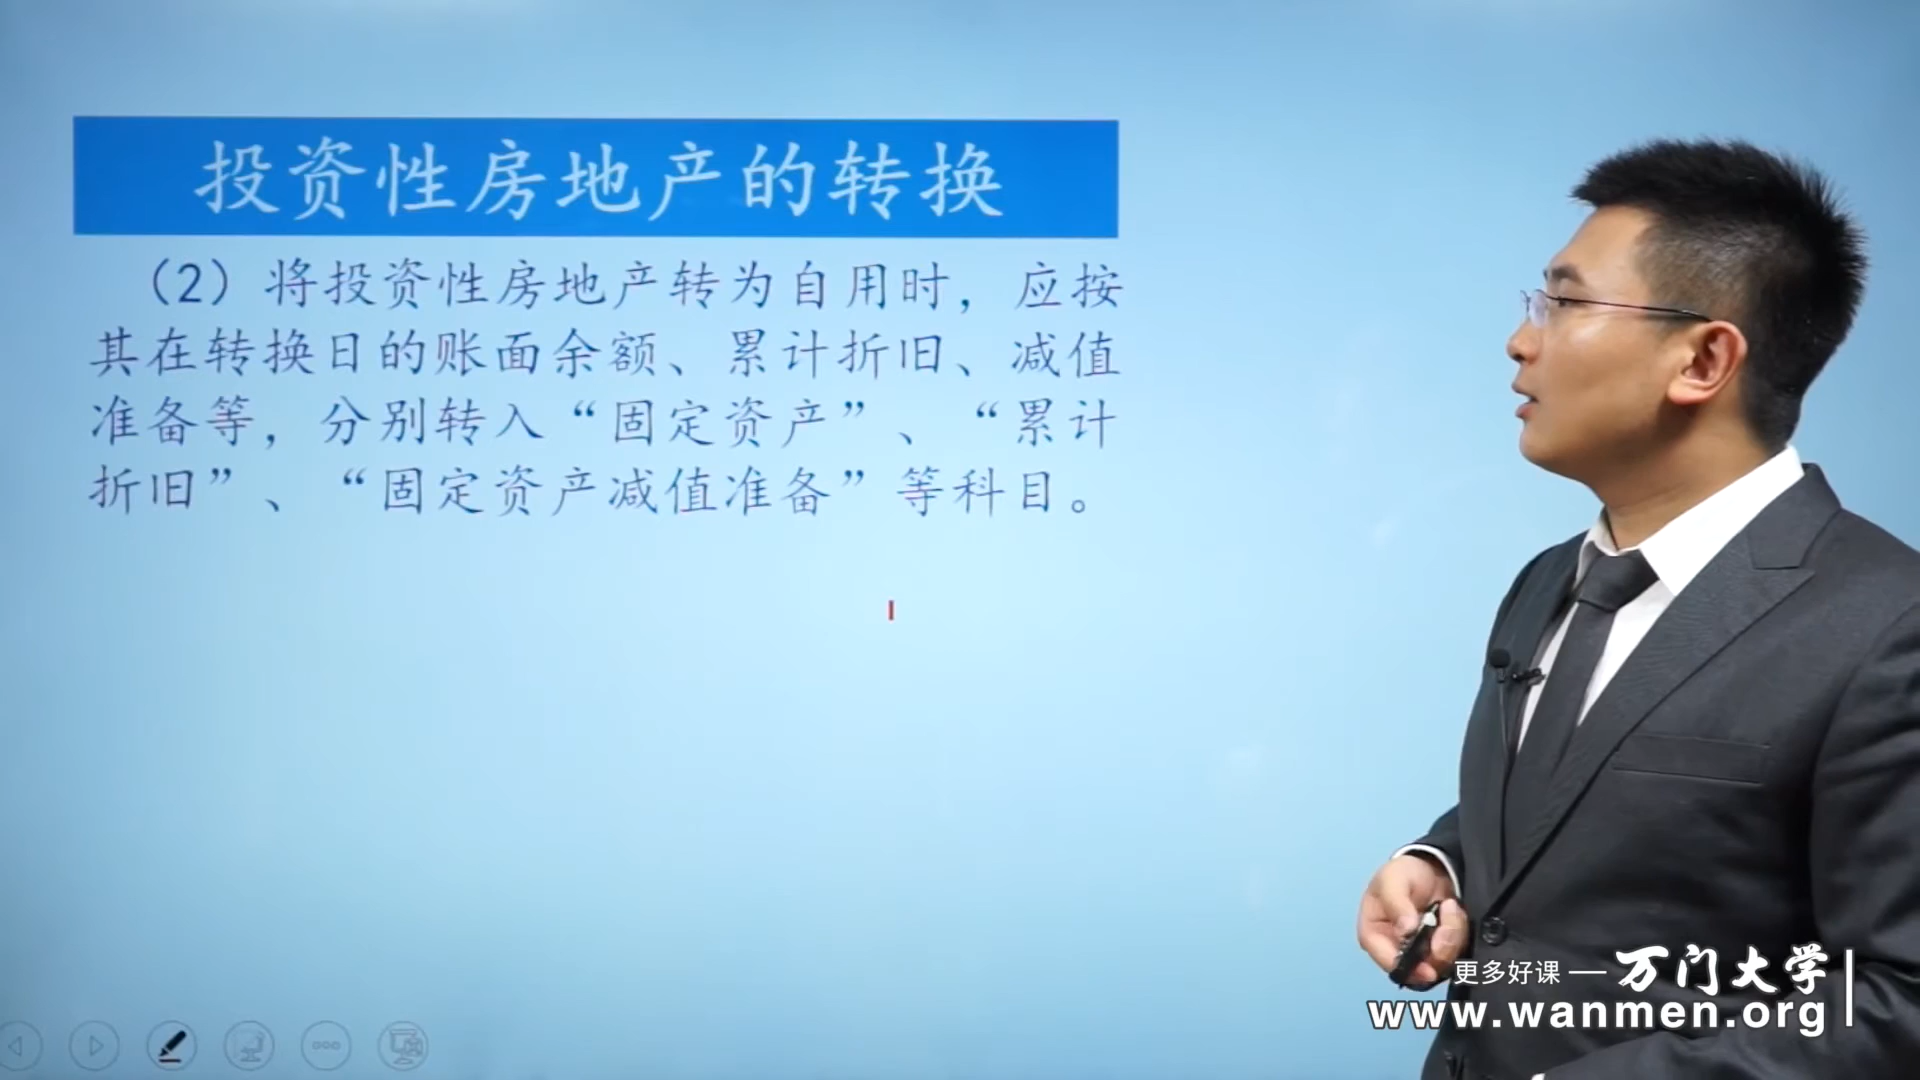 投资性房地产的转换
（2）将投资性房地产转为自用时，应按
其在转换日的账面余额、累计折旧、减值
准备等，分别转入“固定资产”、“累计
折旧”、“固定资产减值准备”等科目。
更多好课—万门大学
www.wanmen.org